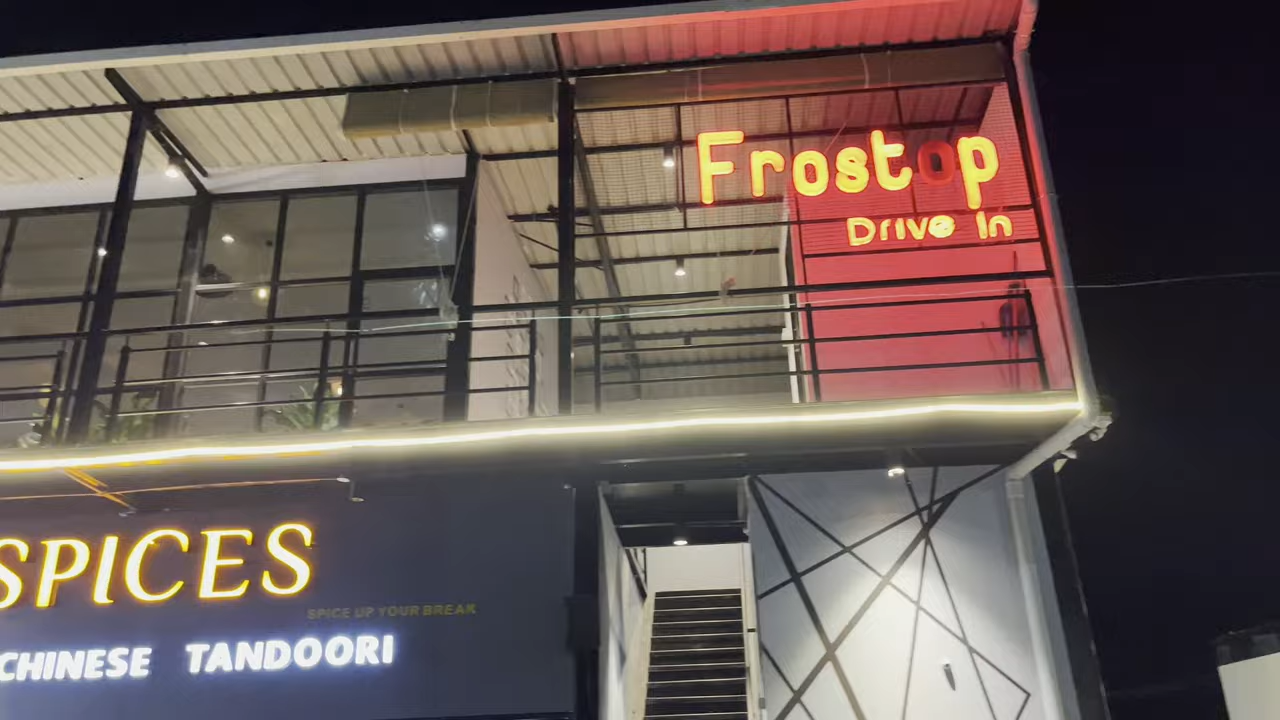 Frostop
Drive In
SPICES
SPICE UP YOUR BREAK
CHINESE TANDOORI